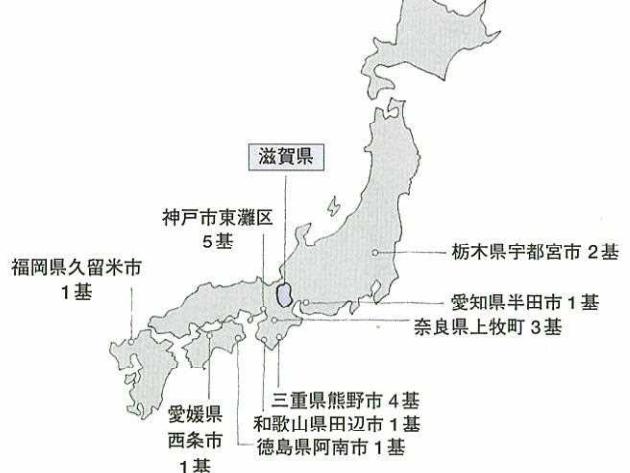 滋賀県
神戸市東灘区
5基
栃木県宇都宮市 2基
福岡県久留米市
1基
愛知県半田市 1基
奈良県上牧町 3基
三重県熊野市 4基
和歌山県田辺市 1基
徳島県阿南市 1基
愛媛県
西条市
1基